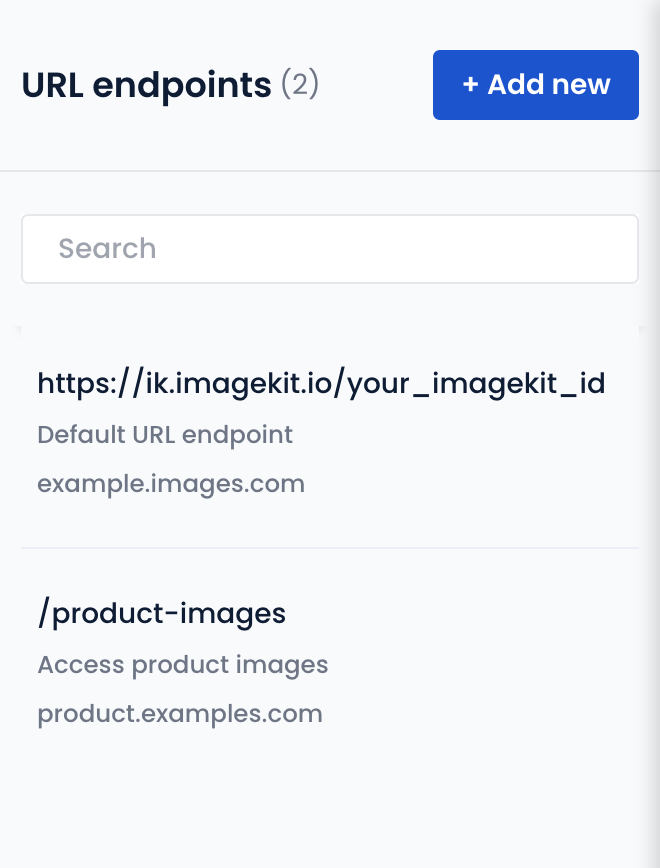 URL endpoints (2)
+ Add new
Search
https://ik.imagekit.io/your_imagekit_id
Default URL endpoint
example.images.com
/product-images
Access product images
product.examples.com